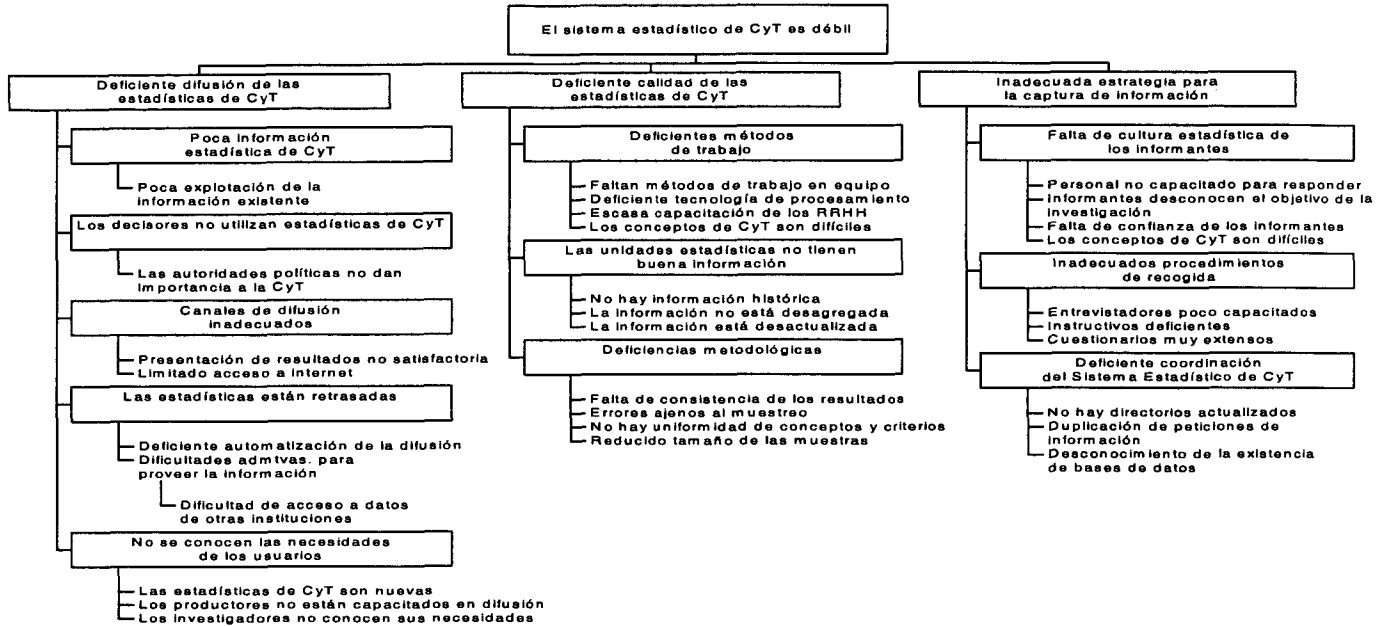 El sistema estadístico de CyT es débil
Deficiente difusión de las
estadísticas de CyT
Poca información
estadística de CyT
Poca explotación de la
información existente
Los decisores no utilizan estadísticas de CyT
Las autoridades políticas no dan
importancia a la CyT
Canales de difusión
inadecuados
Presentación de resultados no satisfactoria
Limitado acceso a internet
Las estadísticas están retrasadas
Deficiente automatización de la difusión
Dificultades admtvas. para
proveer la información
Dificultad de acceso a datos
de otras instituciones
No se conocen las necesidades
de los usuarios
Las estadísticas de CyT son nuevas
Los productores no están capacitados en difusión
Los investigadores no conocen sus necesidades
Deficiente calidad de las
estadísticas de CyT
Deficientes métodos
de trabajo
Faltan métodos de trabajo en equipo
Deficiente tecnología de procesamiento
Escasa capacitación de los RRHH
Los conceptos de CyT son difíciles
Las unidades estadísticas no tienen
buena información
No hay información histórica
La información no está desagregada
La información está desactualizada
Deficiencias metodológicas
Falta de consistencia de los resultados
Errores ajenos al muestreo
No hay uniformidad de conceptos y criterios
Reducido tamaño de las muestras
Inadecuada estrategia para
la captura de información
Falta de cultura estadística de
los informantes
Personal no capacitado para responder
Informantes desconocen el objetivo de la
investigación
Falta de confianza de los informantes
Los conceptos de CyT son difíciles
Inadecuados procedimientos
de recogida
Entrevistadores poco capacitados
Instructivos deficientes
Cuestionarios muy extensos
Deficiente coordinación
del Sistema Estadístico de CyT
No hay directorios actualizados
Duplicación de peticiones de
información
Desconocimiento de la existencia
de bases de datos